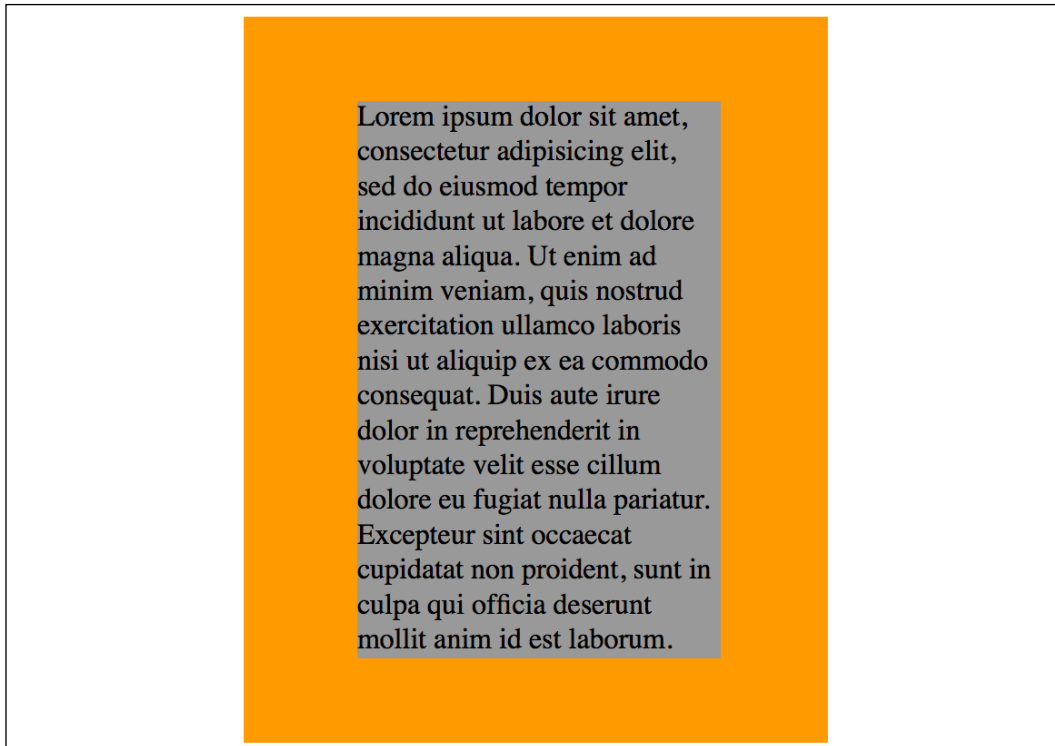 Lorem ipsum dolor sit amet,
consectetur adipisicing elit,
sed do eiusmod tempor
incididunt ut labore et dolore
magna aliqua. Ut enim ad
minim veniam, quis nostrud
exercitation ullamco laboris
nisi ut aliquip ex ea commodo
consequat. Duis aute irure
dolor in reprehenderit in
voluptate velit esse cillum
dolore eu fugiat nulla pariatur.
Excepteur sint occaecat
cupidatat non proident, sunt in
culpa qui officia deserunt
mollit anim id est laborum.